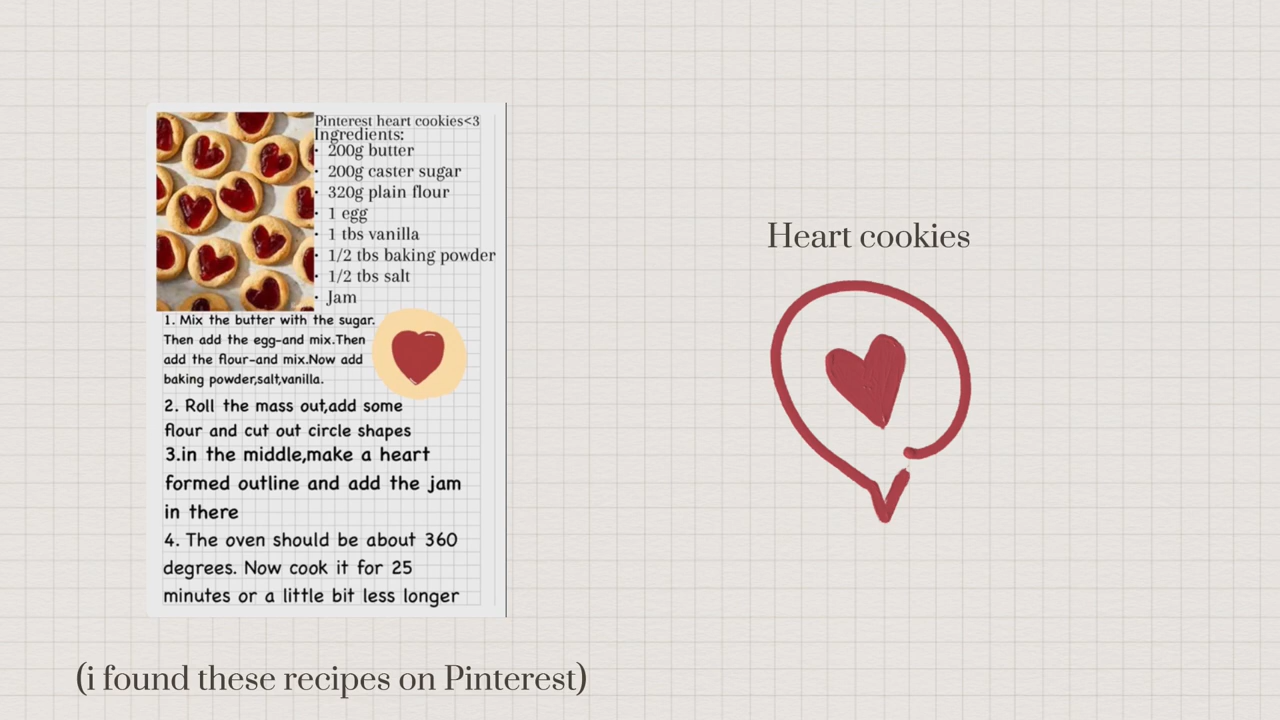 Pinterest heart cookies<3
Ingredients:
• 200g butter
• 200g caster sugar
• 320g plain flour
• 1 egg
• 1 tbs vanilla
• 1/2 tbs baking powder
• 1/2 tbs salt
• Jam
1. Mix the butter with the sugar.
Then add the egg-and mix.Then
add the flour-and mix.Now add
baking powder,salt,vanilla.
2. Roll the mass out,add some
flour and cut out circle shapes
3.in the middle,make a heart
formed outline and add the jam
in there
4. The oven should be about 360
degrees. Now cook it for 25
minutes or a little bit less longer
(i found these recipes on Pinterest)
Heart cookies